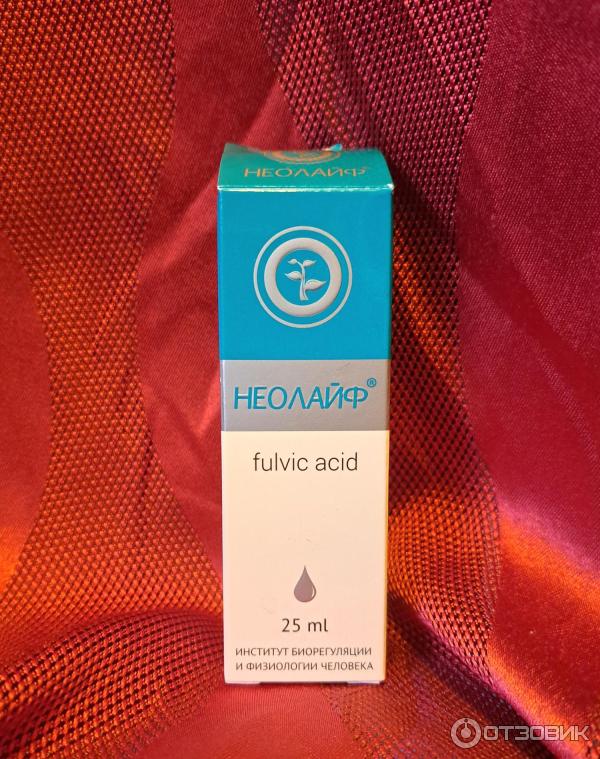 НЕОЛАЙФ®
НЕОЛАЙФ®
fulvic acid
25 ml
ИНСТИТУТ БИОРЕГУЛЯЦИИ
И ФИЗИОЛОГИИ ЧЕЛОВЕКА
ОТЗОВИК